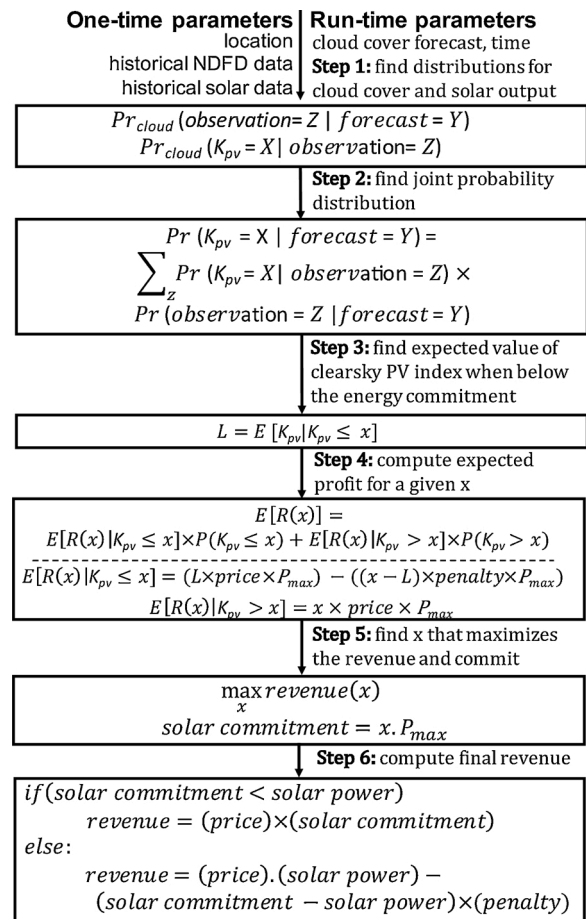 One-time parameters
location
historical NDFD data
historical solar data
Run-time parameters
cloud cover forecast, time
Step 1: find distributions for
cloud cover and solar output
Pr_cloud (observation= Z | forecast = Y)
Pr_cloud (K_pv = X| observation= Z)
Step 2: find joint probability
distribution
Pr (K_pv = X | forecast = Y) =
∑_z Pr (K_pv = X| observation = Z) ×
Pr (observation = Z |forecast = Y)
Step 3: find expected value of
clearsky PV index when below
the energy commitment
L = E [K_pv|K_pv ≤ x]
Step 4: compute expected
profit for a given x
E[R(x)] =
E[R(x)|K_pv ≤ x]×P(K_pv ≤ x) + E[R(x)|K_pv > x]×P(K_pv > x)
E[R(x)|K_pv ≤ x] = (L×price×P_max) − ((x − L)×penalty×P_max)
E[R(x)|K_pv > x] = x × price × P_max
Step 5: find x that maximizes
the revenue and commit
max_x revenue(x)
solar commitment = x. P_max
Step 6: compute final revenue
if(solar commitment < solar power)
revenue = (price)×(solar commitment)
else:
revenue = (price).(solar power) −
(solar commitment − solar power)×(penalty)